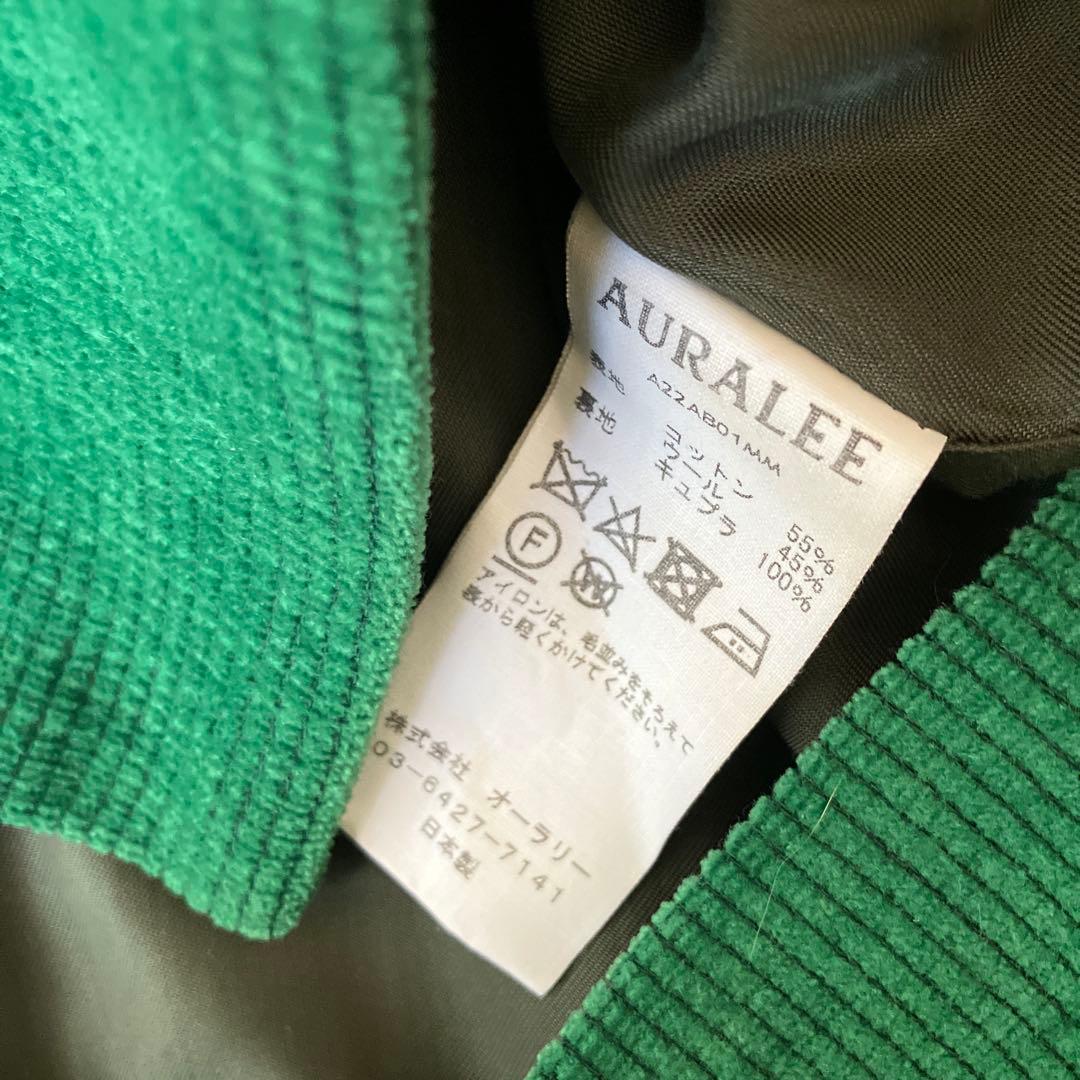 AURALEE
A22AB01MM
表地 コットン 55%
ウール 45%
裏地 キュプラ 100%
F
W
アイロンは、毛並みをそろえて
裏から軽くかけてください。
株式会社 オーラリー
03-6427-7141
日本製